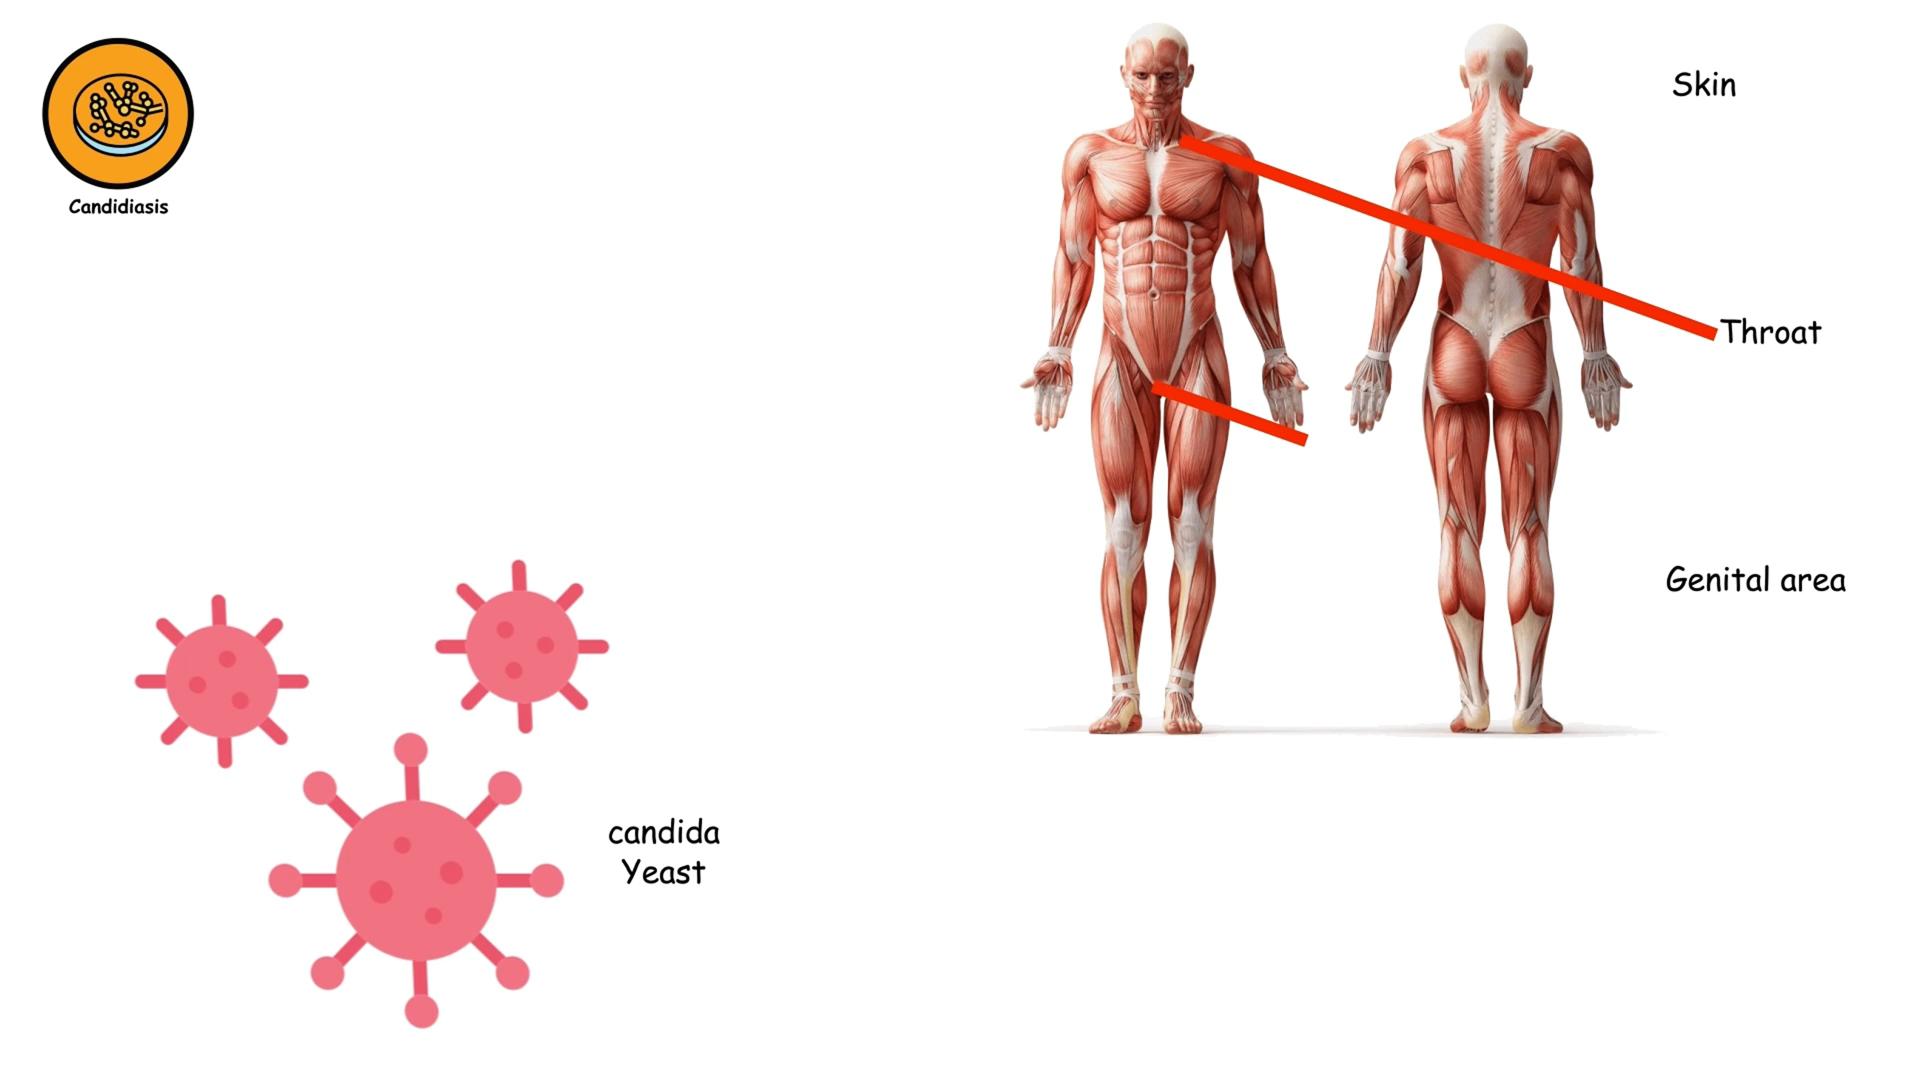 Candidiasis
Skin
Throat
Genital area
candida
Yeast